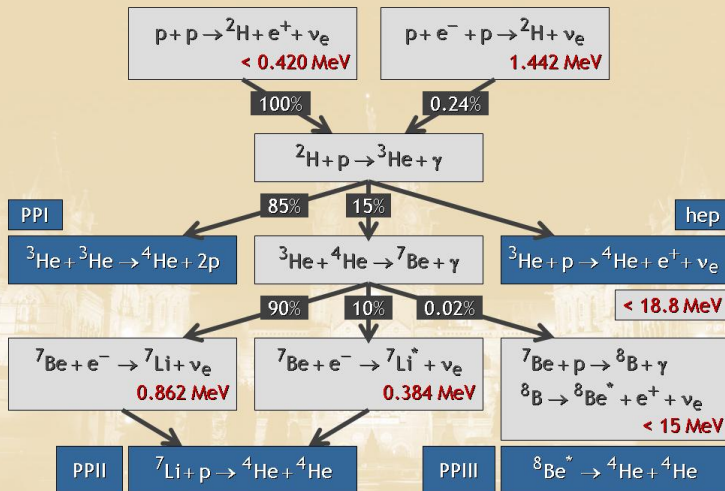 p + p → ²H + e⁺ + νₑ
< 0.420 MeV
p + e⁻ + p → ²H + νₑ
1.442 MeV
100%
0.24%
²H + p → ³He + γ
PPI
85%
15%
hep
³He + ³He → ⁴He + 2p
³He + ⁴He → ⁷Be + γ
³He + p → ⁴He + e⁺ + νₑ
< 18.8 MeV
90%
10%
0.02%
⁷Be + e⁻ → ⁷Li + νₑ
0.862 MeV
⁷Be + e⁻ → ⁷Li* + νₑ
0.384 MeV
⁷Be + p → ⁸B + γ
⁸B → ⁸Be* + e⁺ + νₑ
< 15 MeV
PPII
⁷Li + p → ⁴He + ⁴He
PPIII
⁸Be* → ⁴He + ⁴He